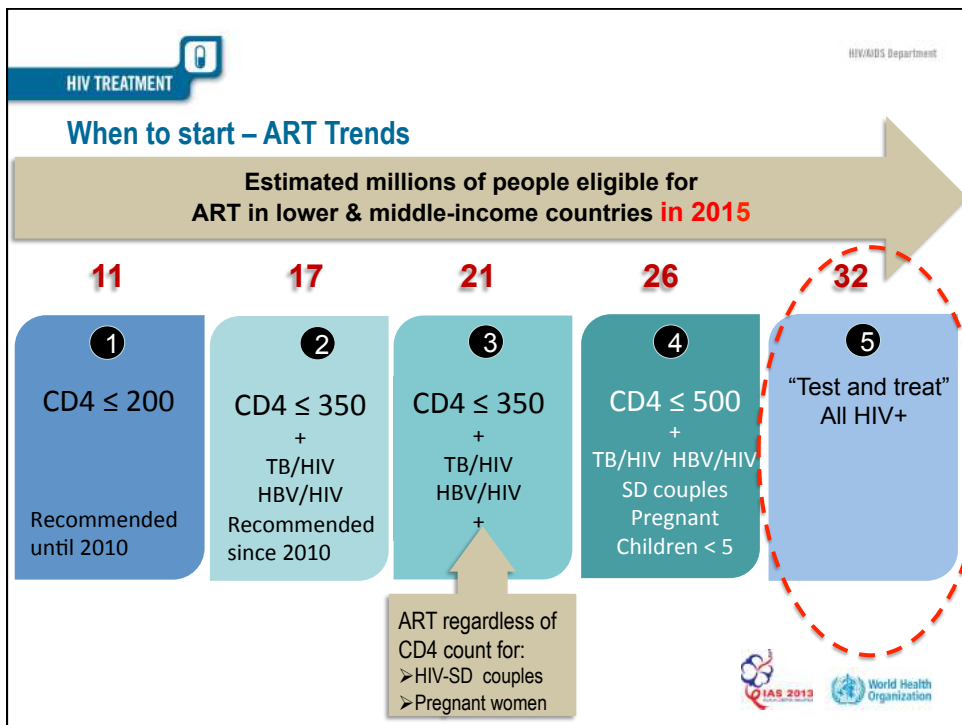 HIV/AIDS Department
HIV TREATMENT
When to start – ART Trends
Estimated millions of people eligible for
ART in lower & middle-income countries in 2015
11
17
21
26
32
1
CD4 ≤ 200
Recommended
until 2010
2
CD4 ≤ 350
+
TB/HIV
HBV/HIV
Recommended
since 2010
3
CD4 ≤ 350
+
TB/HIV
HBV/HIV
+
ART regardless of
CD4 count for:
➢HIV-SD couples
➢Pregnant women
4
CD4 ≤ 500
+
TB/HIV HBV/HIV
SD couples
Pregnant
Children < 5
5
“Test and treat”
All HIV+
IAS 2013
World Health
Organization